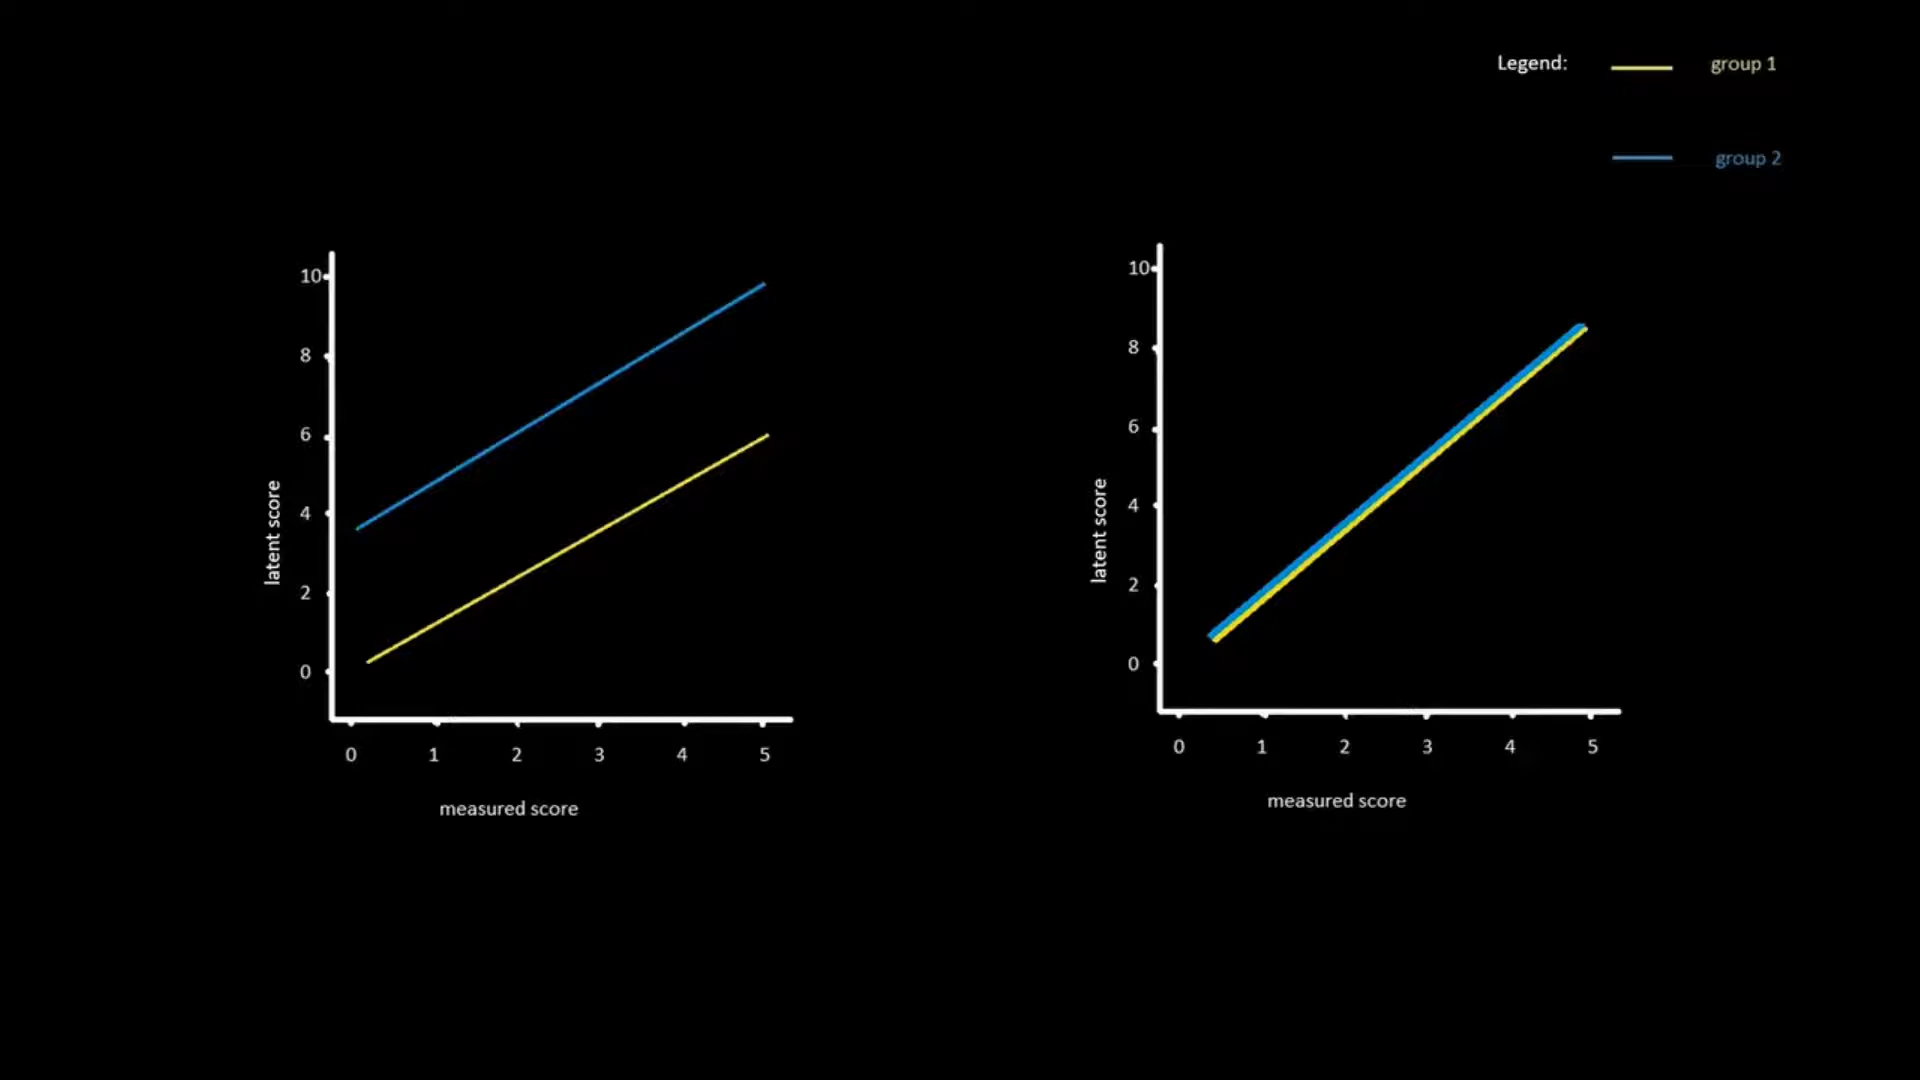 Legend:
group 1
group 2
10
8
6
4
2
0
latent score
0 1 2 3 4 5
measured score
10
8
6
4
2
0
latent score
0 1 2 3 4 5
measured score